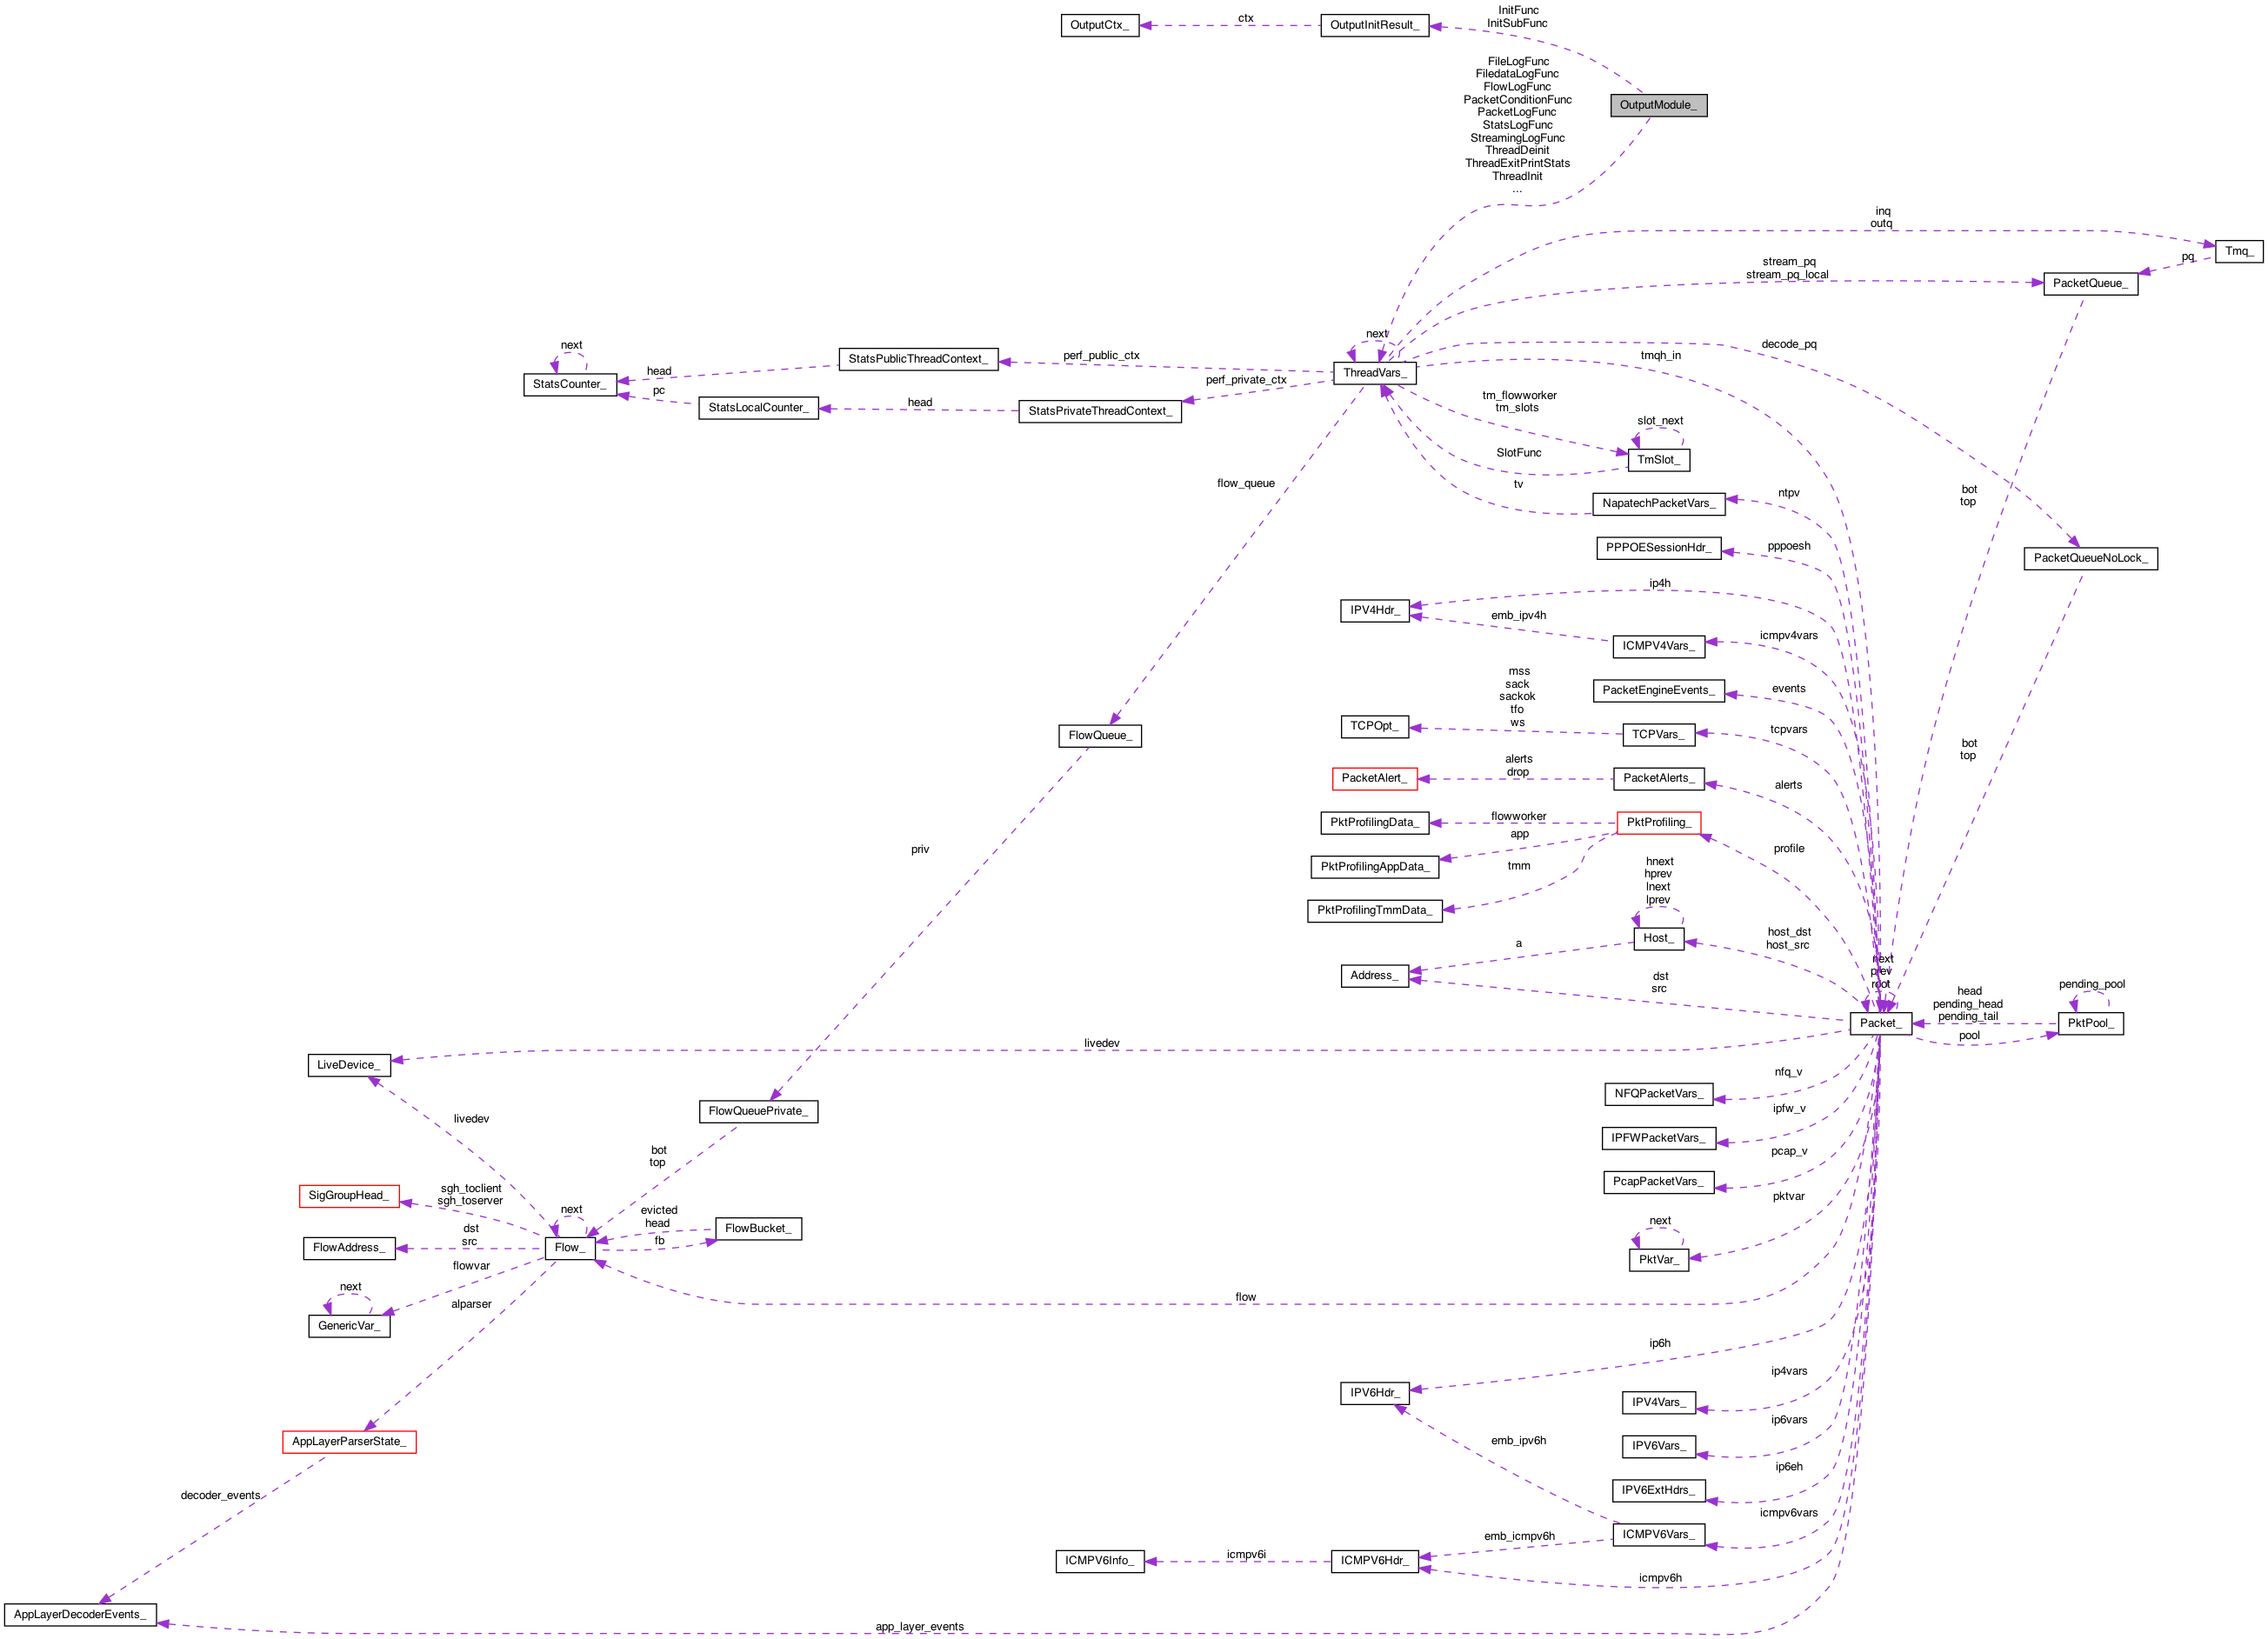 OutputCtx_
ctx
OutputInitResult_
InitFunc
InitSubFunc
OutputModule_
FileLogFunc
FiledataLogFunc
FlowLogFunc
PacketConditionFunc
PacketLogFunc
StatsLogFunc
StreamingLogFunc
ThreadDeinit
ThreadExitPrintStats
ThreadInit
...
inq
outq
Tmq_
pq
stream_pq
stream_pq_local
PacketQueue_
next
ThreadVars_
decode_pq
tmqh_in
perf_public_ctx
StatsPublicThreadContext_
next
StatsCounter_
head
pc
StatsLocalCounter_
head
StatsPrivateThreadContext_
perf_private_ctx
tm_flowworker
tm_slots
slot_next
TmSlot_
SlotFunc
tv
flow_queue
NapatechPacketVars_
ntpv
bot
top
PPPOESessionHdr_
pppoesh
PacketQueueNoLock_
IPV4Hdr_
ip4h
emb_ipv4h
ICMPV4Vars_
icmpv4vars
mss
sack
sackok
tfo
ws
PacketEngineEvents_
events
TCPOpt_
TCPVars_
tcpvars
FlowQueue_
bot
top
PacketAlert_
alerts
drop
PacketAlerts_
alerts
PktProfilingData_
flowworker
PktProfiling_
app
PktProfilingAppData_
tmm
PktProfilingTmmData_
profile
priv
hnext
hprev
lnext
lprev
Host_
host_dst
host_src
a
Address_
dst
src
next
prev
root
Packet_
head
pending_head
pending_tail
pool
pending_pool
PktPool_
livedev
LiveDevice_
livedev
NFQPacketVars_
nfq_v
FlowQueuePrivate_
IPFWPacketVars_
ipfw_v
bot
top
PcapPacketVars_
pcap_v
SigGroupHead_
sgh_toclient
sgh_toserver
next
evicted
head
fb
FlowBucket_
pktvar
next
PktVar_
FlowAddress_
dst
src
Flow_
flowvar
next
GenericVar_
alparser
flow
ip6h
IPV6Hdr_
ip4vars
IPV4Vars_
ip6vars
IPV6Vars_
AppLayerParserState_
emb_ipv6h
ip6eh
IPV6ExtHdrs_
decoder_events
icmpv6vars
ICMPV6Vars_
emb_icmpv6h
ICMPV6Info_
icmpv6i
ICMPV6Hdr_
icmpv6h
AppLayerDecoderEvents_
app_layer_events